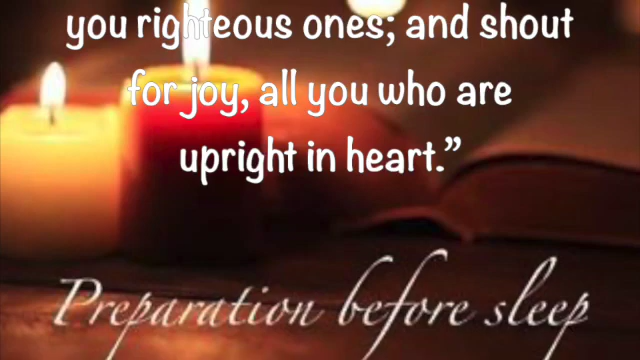 you righteous ones; and shout
for joy, all you who are
upright in heart.”
Preparation before sleep